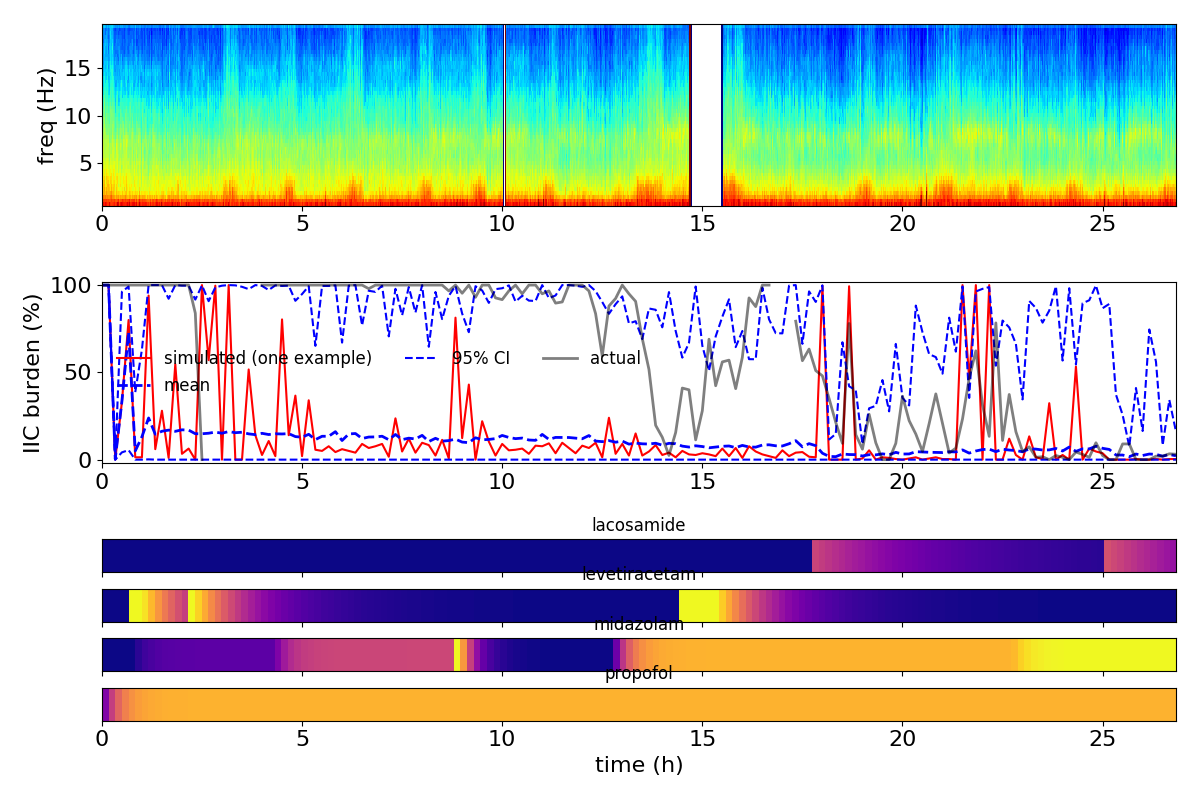 freq (Hz)
15
10
5
0 5 10 15 20 25
IIC burden (%)
100
50
0
simulated (one example) 95% CI actual
mean
0 5 10 15 20 25
lacosamide
levetiracetam
midazolam
propofol
0 5 10 15 20 25
time (h)